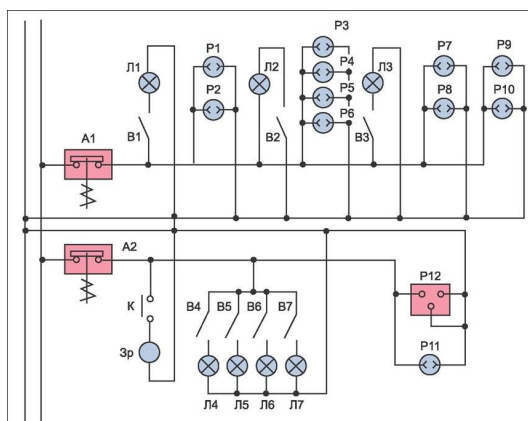 Р3
Р1
Р7
Р9
Л1
Л2
Р4
Л3
Р2
Р5
Р8
Р10
Р6
А1
В1
В2
В3
А2
Р12
К
В4 В5 В6 В7
Зр
Р11
Л4 Л5 Л6 Л7